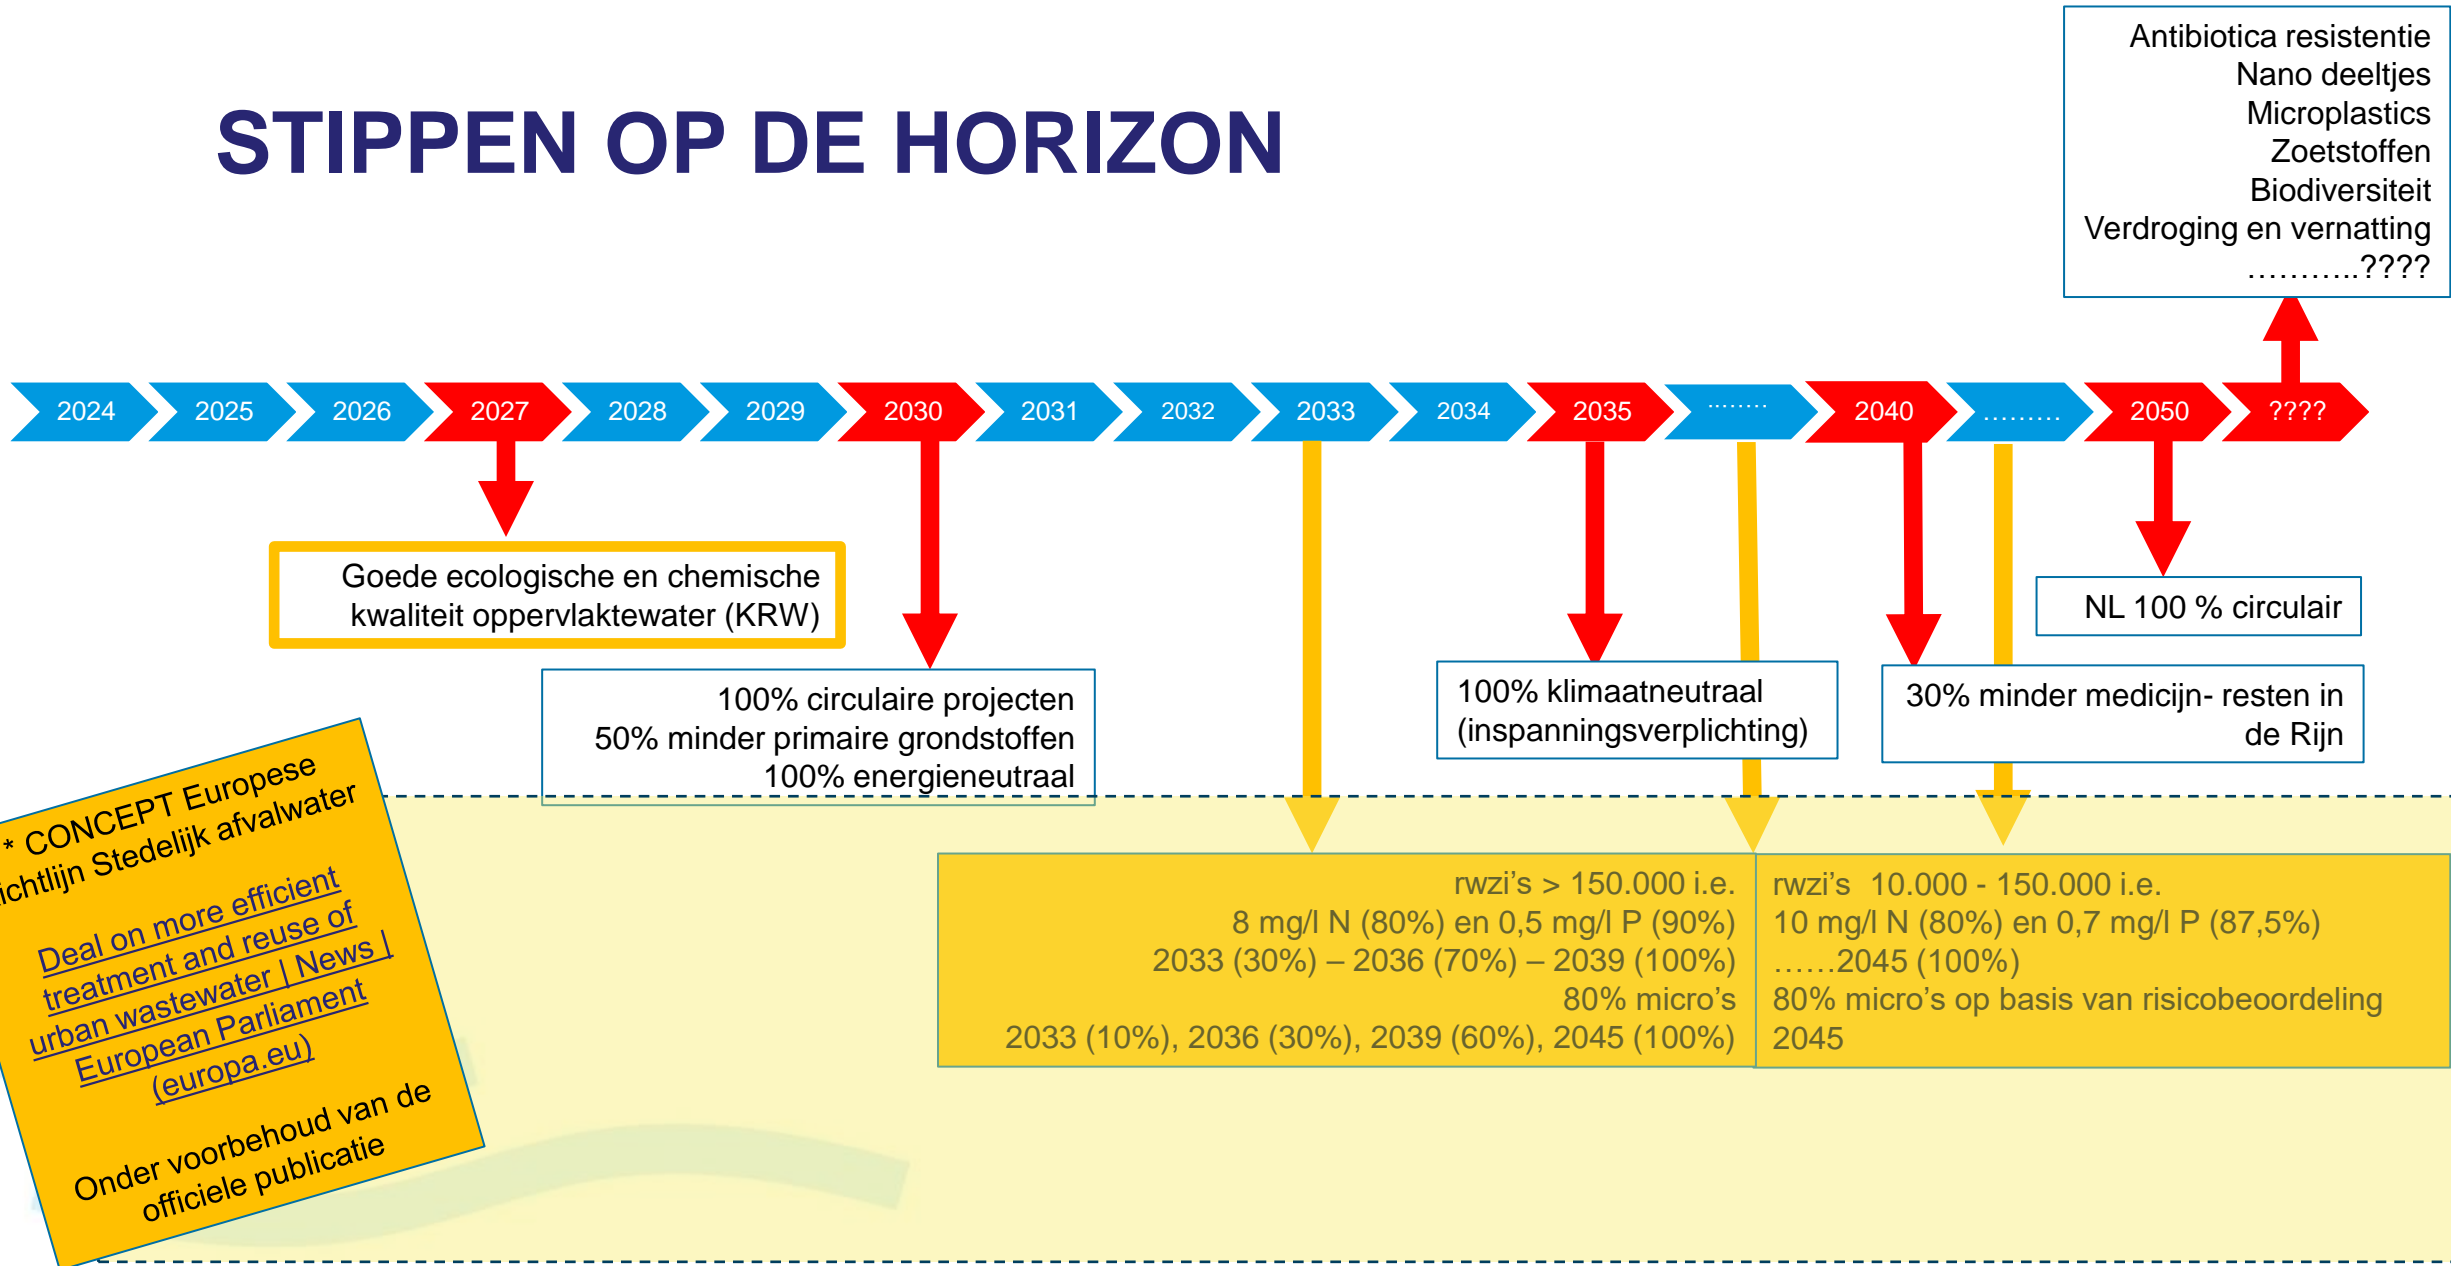 STIPPEN OP DE HORIZON
Antibiotica resistentie
Nano deeltjes
Microplastics
Zoetstoffen
Biodiversiteit
Verdroging en vernatting
………..????
2024
2025
2026
2027
2028
2029
2030
2031
2032
2033
2034
2035
……..
2040
………
2050
????
Goede ecologische en chemische
kwaliteit oppervlaktewater (KRW)
100% circulaire projecten
50% minder primaire grondstoffen
100% energieneutraal
100% klimaatneutraal
(inspanningsverplichting)
30% minder medicijn- resten in
de Rijn
NL 100 % circulair
* CONCEPT Europese
ichtlijn Stedelijk afvalwater
Deal on more efficient
treatment and reuse of
urban wastewater | News |
European Parliament
(europa.eu)
Onder voorbehoud van de
officiele publicatie
rwzi’s > 150.000 i.e.
8 mg/l N (80%) en 0,5 mg/l P (90%)
2033 (30%) – 2036 (70%) – 2039 (100%)
80% micro’s
2033 (10%), 2036 (30%), 2039 (60%), 2045 (100%)
rwzi’s  10.000 - 150.000 i.e.
10 mg/l N (80%) en 0,7 mg/l P (87,5%)
……2045 (100%)
80% micro’s op basis van risicobeoordeling
2045